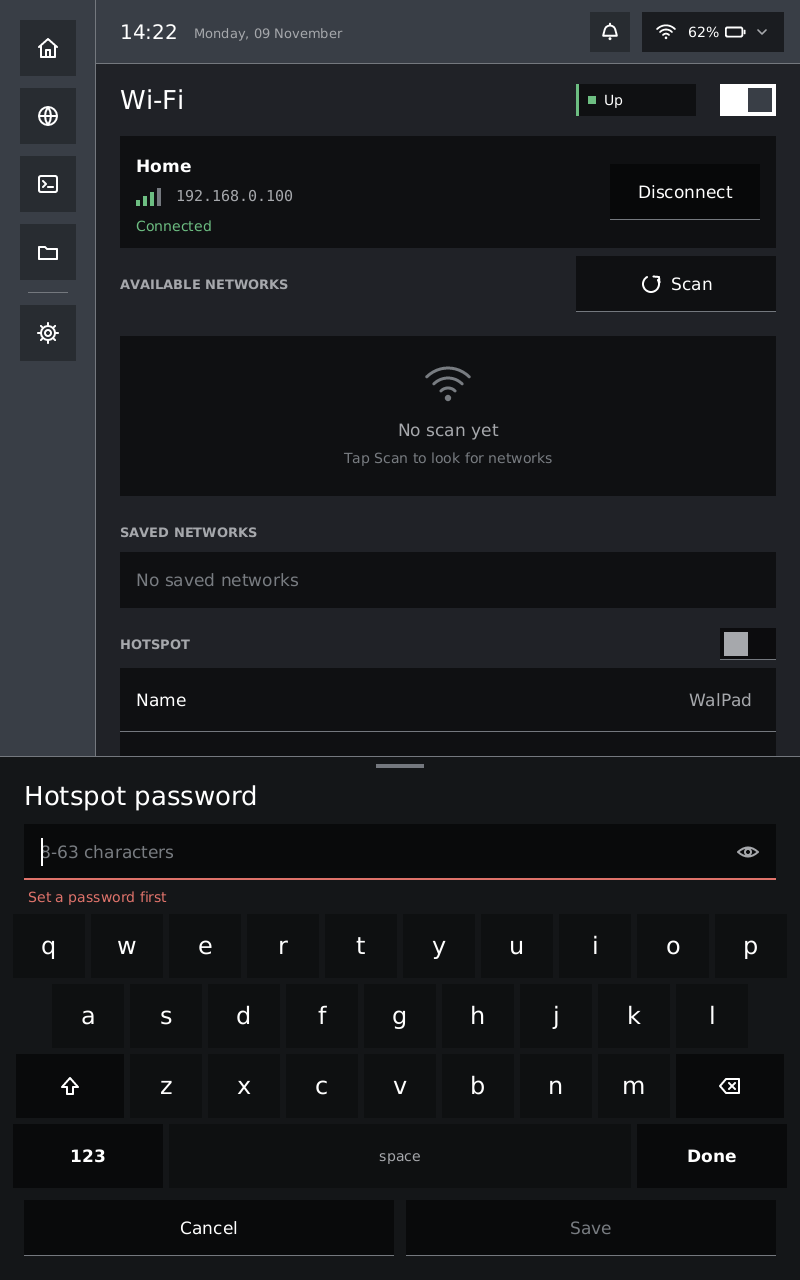 14:22 Monday, 09 November 62%
Wi-Fi Up
Home
192.168.0.100
Connected
Disconnect
AVAILABLE NETWORKS Scan
No scan yet
Tap Scan to look for networks
SAVED NETWORKS
No saved networks
HOTSPOT
Name WalPad
Hotspot password
8-63 characters
Set a password first
q w e r t y u i o p
a s d f g h j k l
z x c v b n m
123 space Done
Cancel Save